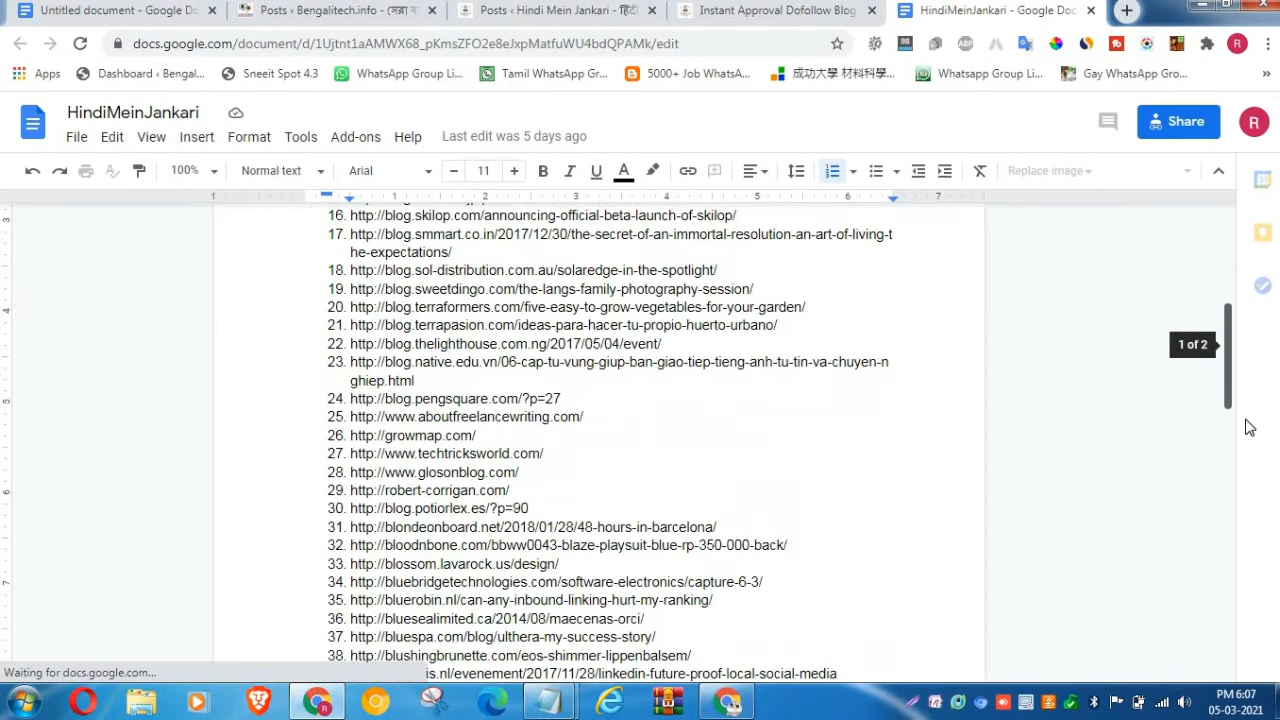 Untitled document - Google Do
Posts ‹ Bengalitech.info - (সেরা
Posts ‹ Hindi Mein Jankari - हिंदी
Instant Approval Dofollow Blog
HindiMeinJankari - Google Doc
docs.google.com/document/d/1Vjtnt1aAMWX68_pKmsZFO2e8eJxpMatfuWU4bdQPAMk/edit
Apps
Dashboard ‹ Bengal...
Sneeit Spot 4.3
WhatsApp Group Li...
Tamil WhatsApp Gr...
5000+ Job WhatsA...
成功大學 材料科學...
Whatsapp Group Li...
Gay WhatsApp Gro...
HindiMeinJankari
File Edit View Insert Format Tools Add-ons Help Last edit was 5 days ago
Share
R
100% Normal text Arial 11 Replace image
16. http://blog.skilop.com/announcing-official-beta-launch-of-skilop/
17. http://blog.smmart.co.in/2017/12/30/the-secret-of-an-immortal-resolution-an-art-of-living-t
he-expectations/
18. http://blog.sol-distribution.com.au/solaredge-in-the-spotlight/
19. http://blog.sweetdingo.com/the-langs-family-photography-session/
20. http://blog.terraformers.com/five-easy-to-grow-vegetables-for-your-garden/
21. http://blog.terrapasion.com/ideas-para-hacer-tu-propio-huerto-urbano/
22. http://blog.thelighthouse.com.ng/2017/05/04/event/
23. http://blog.native.edu.vn/06-cap-tu-vung-giup-ban-giao-tiep-tieng-anh-tu-tin-va-chuyen-n
ghiep.html
24. http://blog.pengsquare.com/?p=27
25. http://www.aboutfreelancewriting.com/
26. http://growmap.com/
27. http://www.techtricksworld.com/
28. http://www.glosonblog.com/
29. http://robert-corrigan.com/
30. http://blog.potiorlex.es/?p=90
31. http://blondeonboard.net/2018/01/28/48-hours-in-barcelona/
32. http://bloodnbone.com/bbww0043-blaze-playsuit-blue-rp-350-000-back/
33. http://blossom.lavarock.us/design/
34. http://bluebridgetechnologies.com/software-electronics/capture-6-3/
35. http://bluerobin.nl/can-any-inbound-linking-hurt-my-ranking/
36. http://bluesealimited.ca/2014/08/maecenas-orci/
37. http://bluespa.com/blog/ulthera-my-success-story/
38. http://blushingbrunette.com/eos-shimmer-lippenbalsem/
is.nl/evenement/2017/11/28/linkedin-future-proof-local-social-media
1 of 2
Waiting for docs.google.com...
PM 6:07
05-03-2021